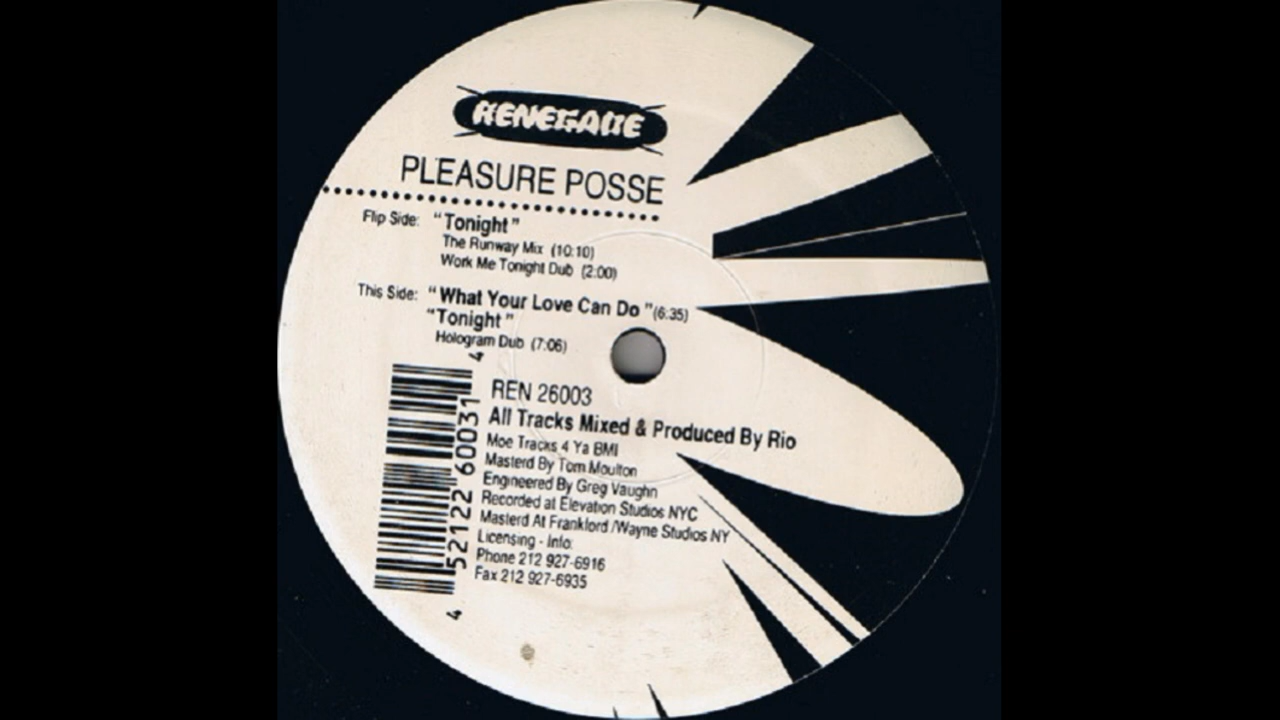 RENEGADE
PLEASURE POSSE
Flip Side: "Tonight"
The Runway Mix (10:10)
Work Me Tonight Dub (2:00)
This Side: "What Your Love Can Do" (6:35)
"Tonight"
Hologram Dub (7:06)
REN 26003
All Tracks Mixed & Produced By Rio
Moe Tracks 4 Ya BMI
Masterd By Tom Moulton
Engineered By Greg Vaughn
Recorded at Elevation Studios NYC
Masterd At Frankford/Wayne Studios NY
Licensing - Info:
Phone 212 927-6916
Fax 212 927-6935
4 52122 60031 4